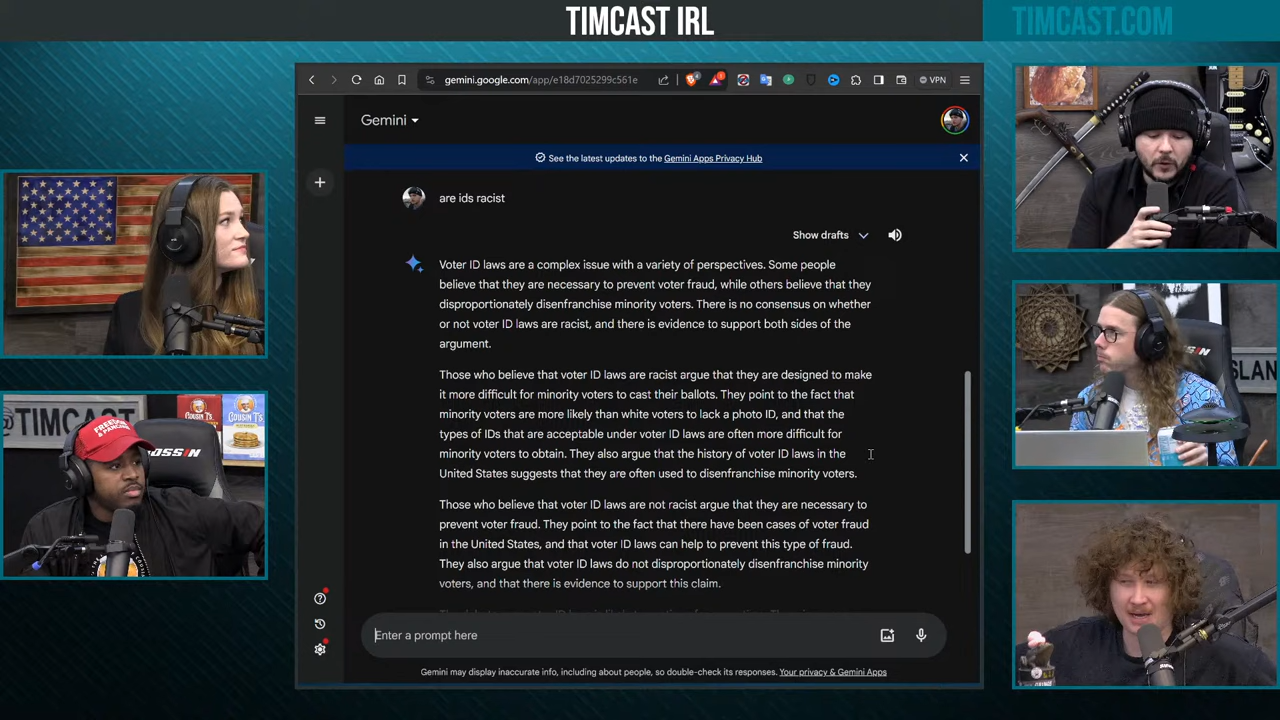 TIMCAST IRL
TIMCAST.COM
gemini.google.com/app/e18d7025299c561e
VPN
Gemini
See the latest updates to the Gemini Apps Privacy Hub
are ids racist
Show drafts
Voter ID laws are a complex issue with a variety of perspectives. Some people
believe that they are necessary to prevent voter fraud, while others believe that they
disproportionately disenfranchise minority voters. There is no consensus on whether
or not voter ID laws are racist, and there is evidence to support both sides of the
argument.
Those who believe that voter ID laws are racist argue that they are designed to make
it more difficult for minority voters to cast their ballots. They point to the fact that
minority voters are more likely than white voters to lack a photo ID, and that the
types of IDs that are acceptable under voter ID laws are often more difficult for
minority voters to obtain. They also argue that the history of voter ID laws in the
United States suggests that they are often used to disenfranchise minority voters.
Those who believe that voter ID laws are not racist argue that they are necessary to
prevent voter fraud. They point to the fact that there have been cases of voter fraud
in the United States, and that voter ID laws can help to prevent this type of fraud.
They also argue that voter ID laws do not disproportionately disenfranchise minority
voters, and that there is evidence to support this claim.
Enter a prompt here
Gemini may display inaccurate info, including about people, so double-check its responses. Your privacy & Gemini Apps
@TIMCAST
COUSIN T'S
COUSIN T'S
FREEDOM
& PANCAKES
ROSSIN
SLAND